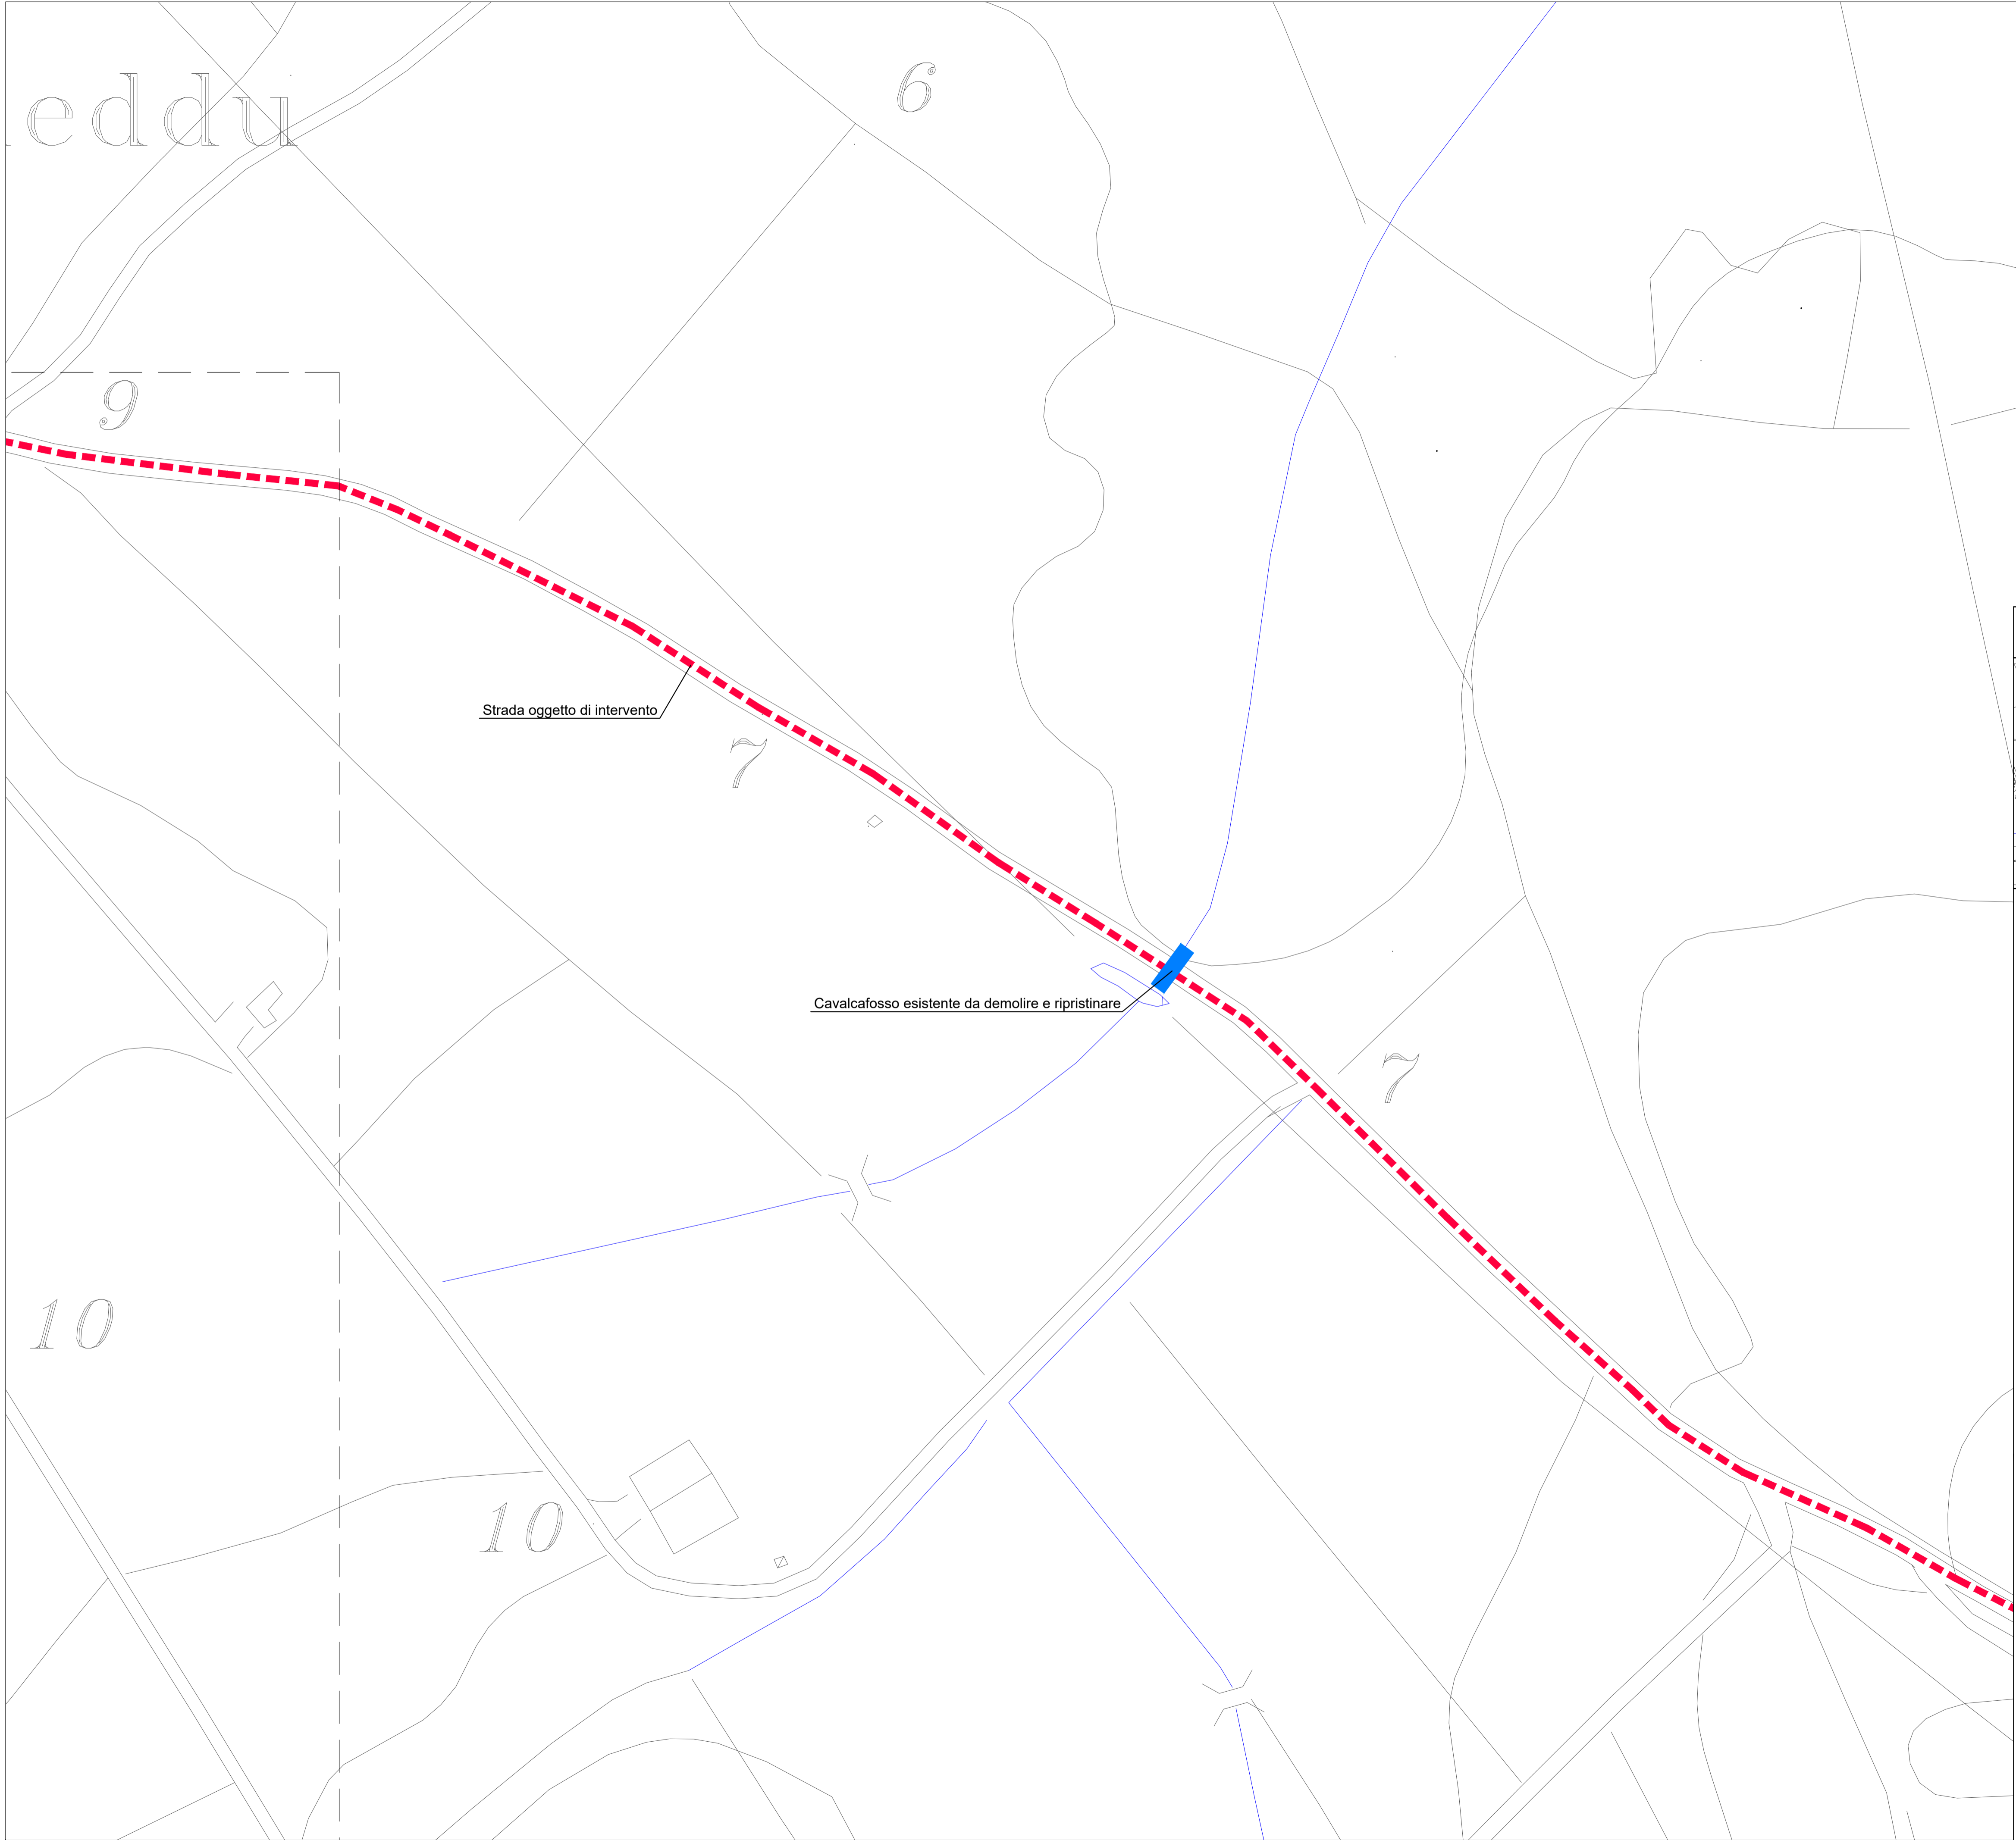 eddu
6
9
Strada oggetto di intervento
7
Cavalcafosso esistente da demolire e ripristinare
7
10
10